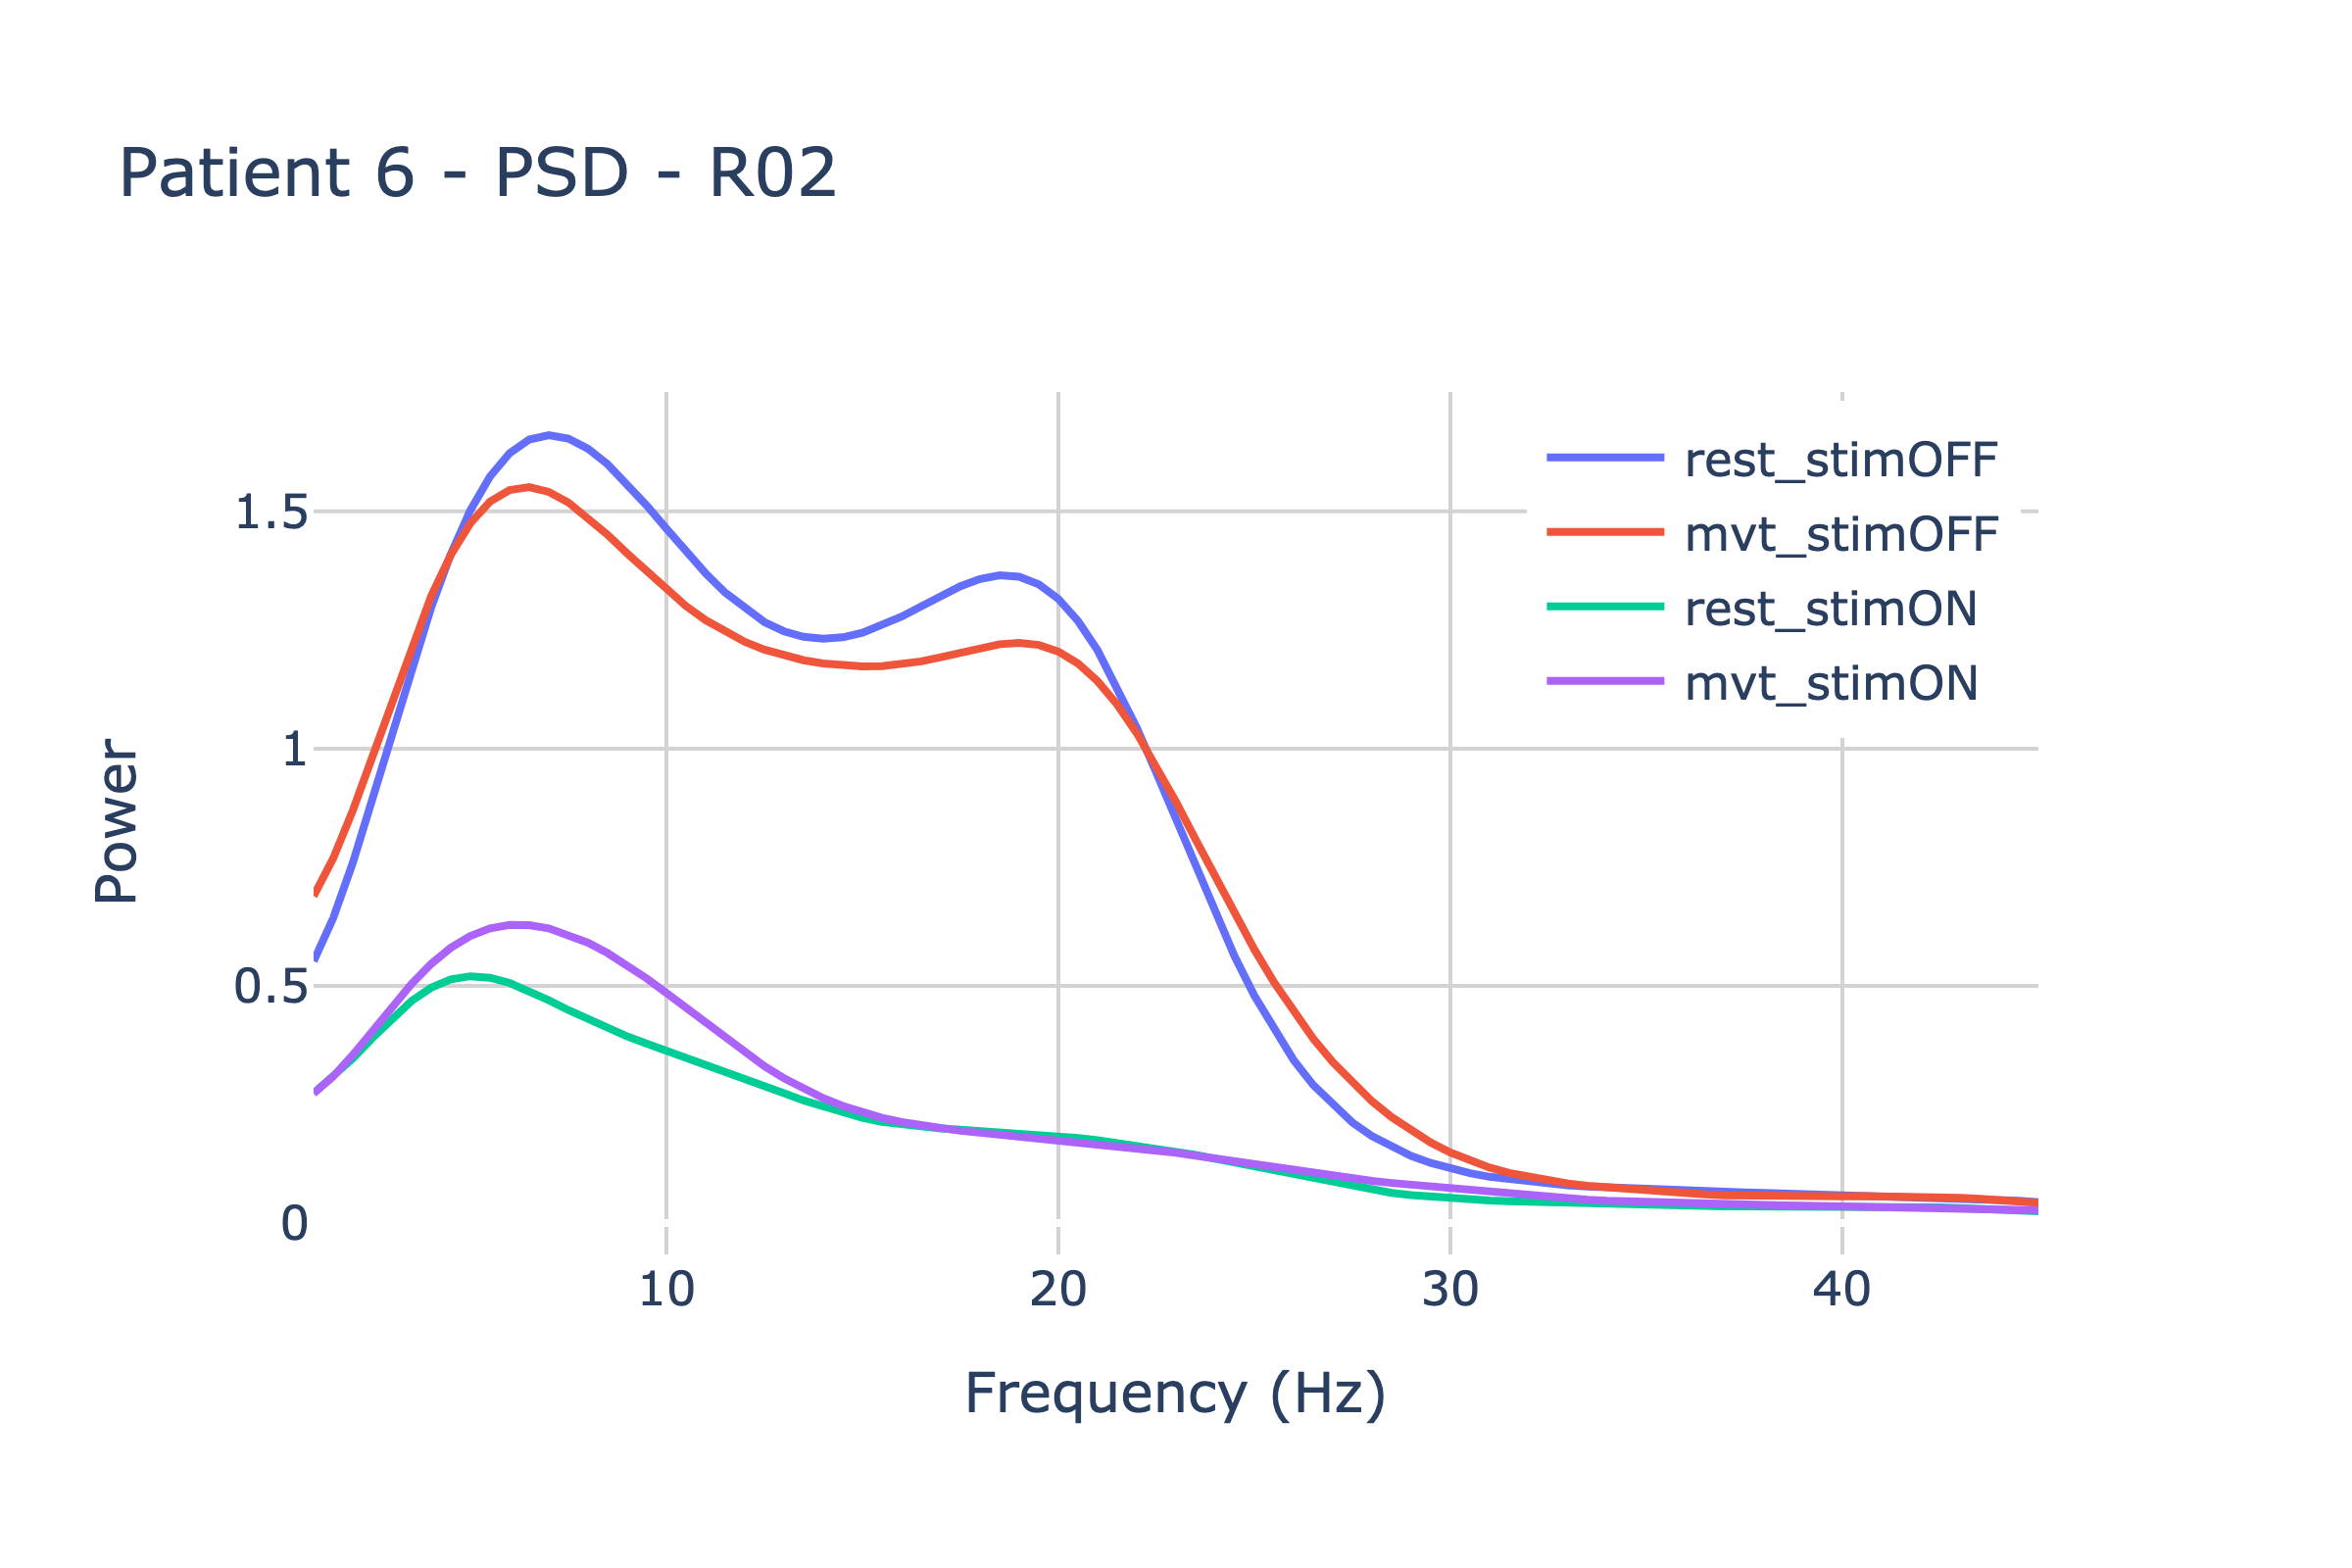 Patient 6 - PSD - R02
rest_stimOFF
mvt_stimOFF
rest_stimON
mvt_stimON
1.5
1
0.5
0
Power
10
20
30
40
Frequency (Hz)